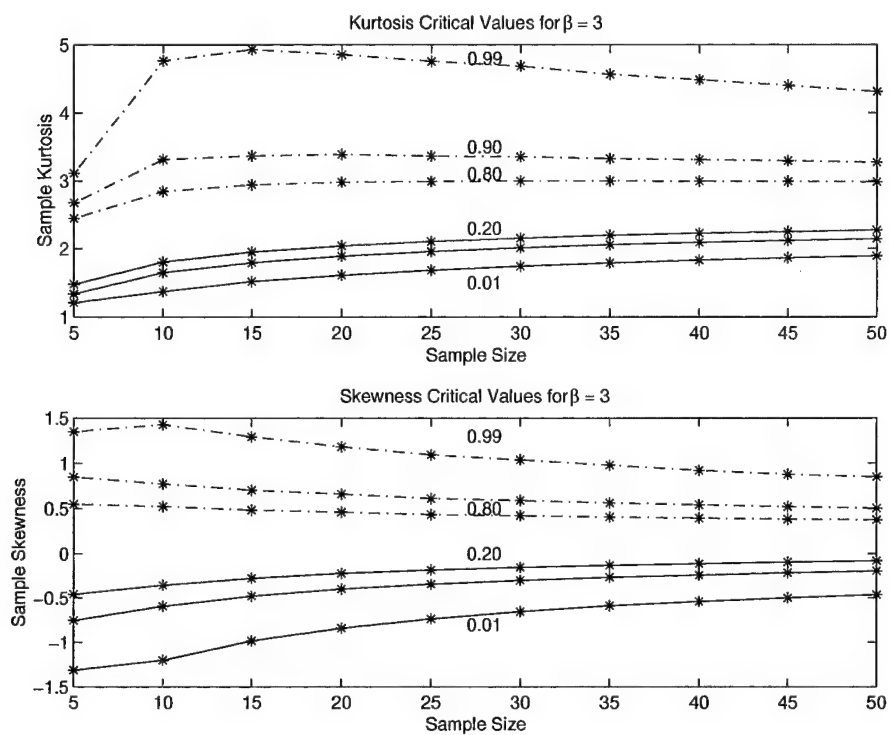 Kurtosis Critical Values for β = 3
5
4
3
2
1
Sample Kurtosis
0.99
0.90
0.80
0.20
0.01
5 10 15 20 25 30 35 40 45 50
Sample Size
Skewness Critical Values for β = 3
1.5
1
0.5
0
−0.5
−1
−1.5
Sample Skewness
0.99
0.80
0.20
0.01
5 10 15 20 25 30 35 40 45 50
Sample Size